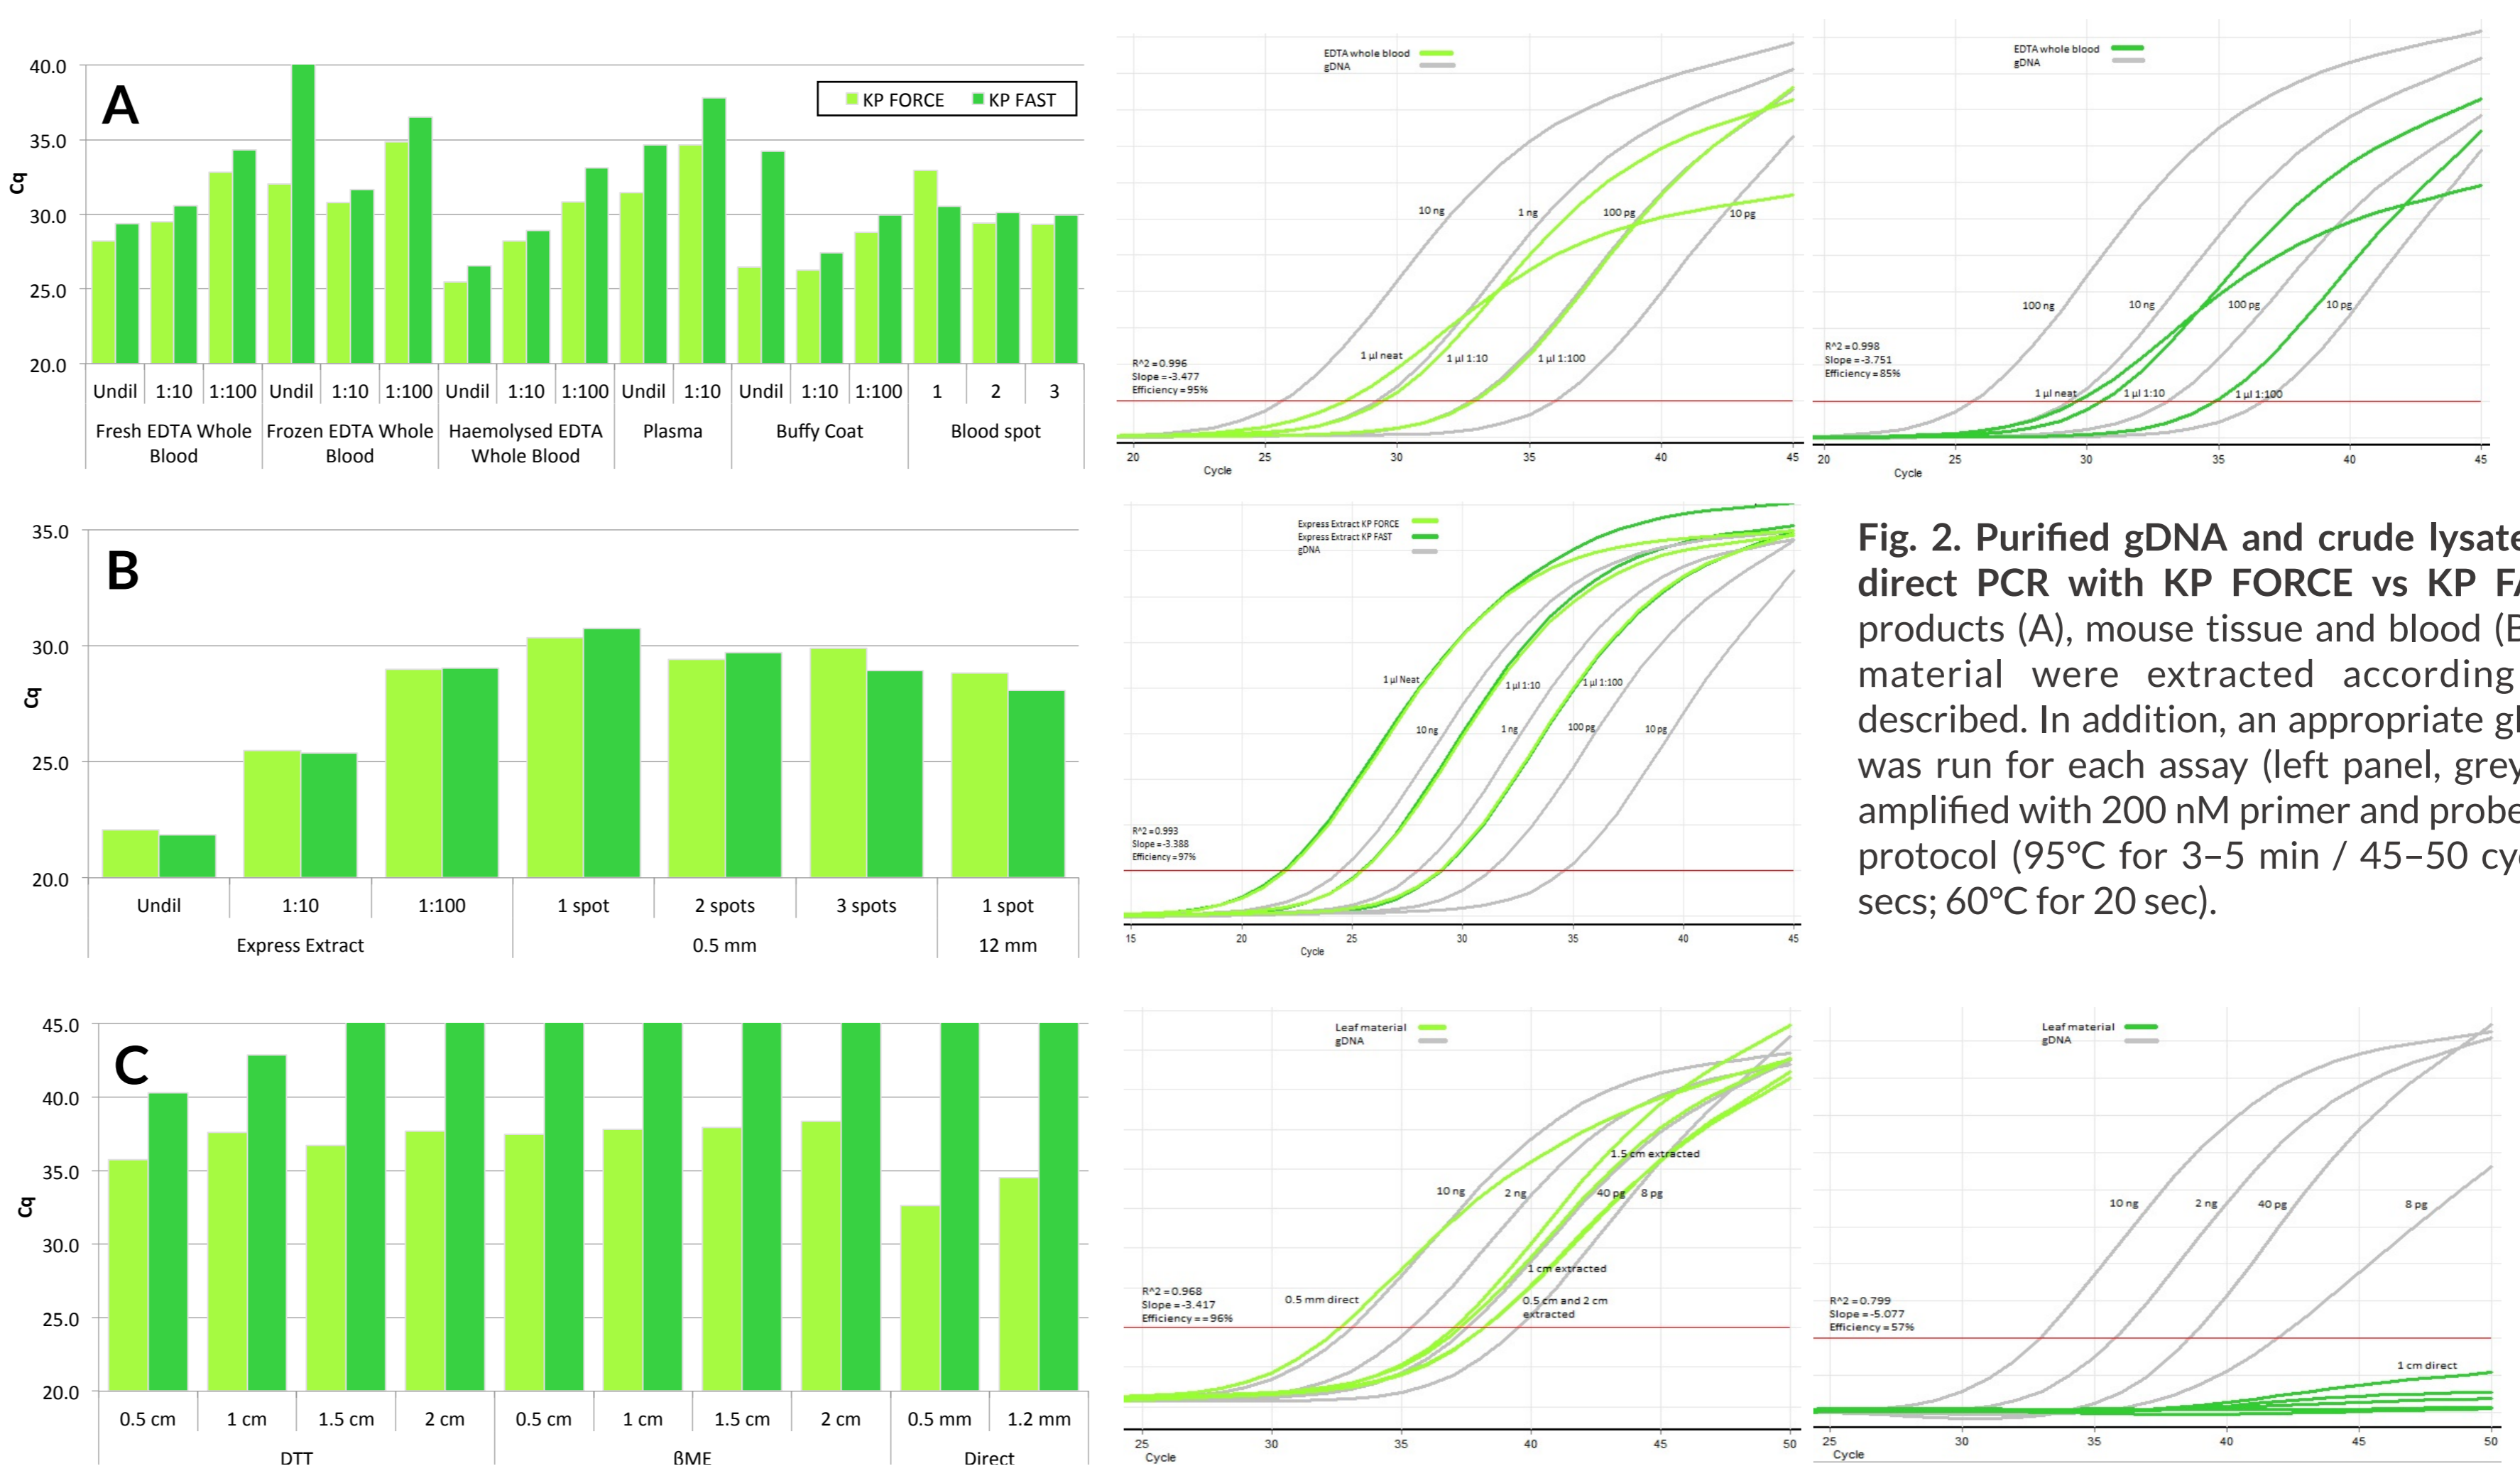 A
KP FORCE KP FAST
Cq
40.0
35.0
30.0
25.0
20.0
Undil 1:10 1:100 Undil 1:10 1:100 Undil 1:10 1:100 Undil 1:10 Undil 1:10 1:100 1 2 3
Fresh EDTA Whole Blood
Frozen EDTA Whole Blood
Haemolysed EDTA Whole Blood
Plasma
Buffy Coat
Blood spot
EDTA whole blood
gDNA
10 ng 1 ng 100 pg 10 pg
1 µl neat 1 µl 1:10 1 µl 1:100
R^2 = 0.996
Slope = -3.477
Efficiency = 95%
20 25 30 35 40 45
Cycle
EDTA whole blood
gDNA
100 ng 10 ng 100 pg 10 pg
R^2 = 0.998
Slope = -3.751
Efficiency = 85%
1 µl neat 1 µl 1:10 1 µl 1:100
20 25 30 35 40 45
Cycle
B
Cq
35.0
30.0
25.0
20.0
Undil 1:10 1:100 1 spot 2 spots 3 spots 1 spot
Express Extract 0.5 mm 12 mm
Express Extract KP FORCE
Express Extract KP FAST
gDNA
1 µl Neat 1 µl 1:10 1 µl 1:100
10 ng 1 ng 100 pg 10 pg
R^2 = 0.993
Slope = -3.388
Efficiency = 97%
15 20 25 30 35 40 45
Cycle
Fig. 2. Purified gDNA and crude lysate
direct PCR with KP FORCE vs KP FA
products (A), mouse tissue and blood (B
material were extracted according
described. In addition, an appropriate gl
was run for each assay (left panel, grey
amplified with 200 nM primer and probe
protocol (95°C for 3–5 min / 45–50 cy
secs; 60°C for 20 sec).
C
Cq
45.0
40.0
35.0
30.0
25.0
20.0
0.5 cm 1 cm 1.5 cm 2 cm 0.5 cm 1 cm 1.5 cm 2 cm 0.5 mm 1.2 mm
DTT βME Direct
Leaf material
gDNA
1.5 cm extracted
10 ng 2 ng 40 pg 8 pg
1 cm extracted
0.5 mm direct
0.5 cm and 2 cm
extracted
R^2 = 0.968
Slope = -3.417
Efficiency = = 96%
25 30 35 40 45 50
Cycle
Leaf material
gDNA
10 ng 2 ng 40 pg 8 pg
R^2 = 0.799
Slope = -5.077
Efficiency = 57%
1 cm direct
25 30 35 40 45 50
Cycle